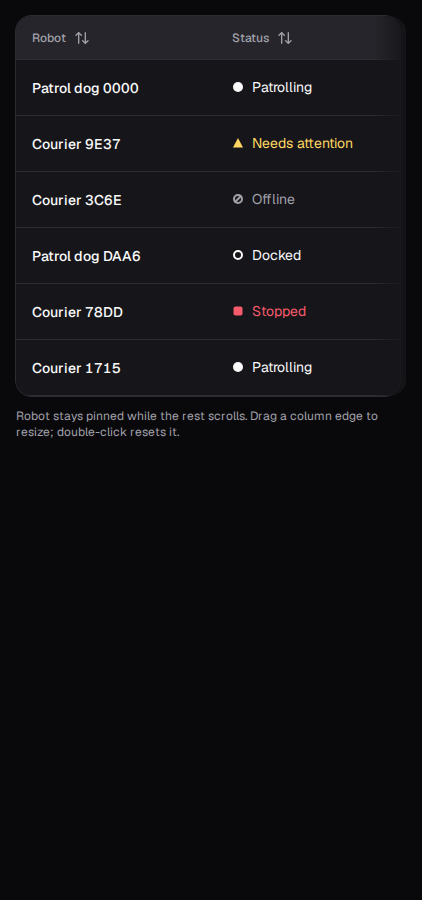 Robot Status
Patrol dog 0000 Patrolling
Courier 9E37 Needs attention
Courier 3C6E Offline
Patrol dog DAA6 Docked
Courier 78DD Stopped
Courier 1715 Patrolling
Robot stays pinned while the rest scrolls. Drag a column edge to
resize; double-click resets it.